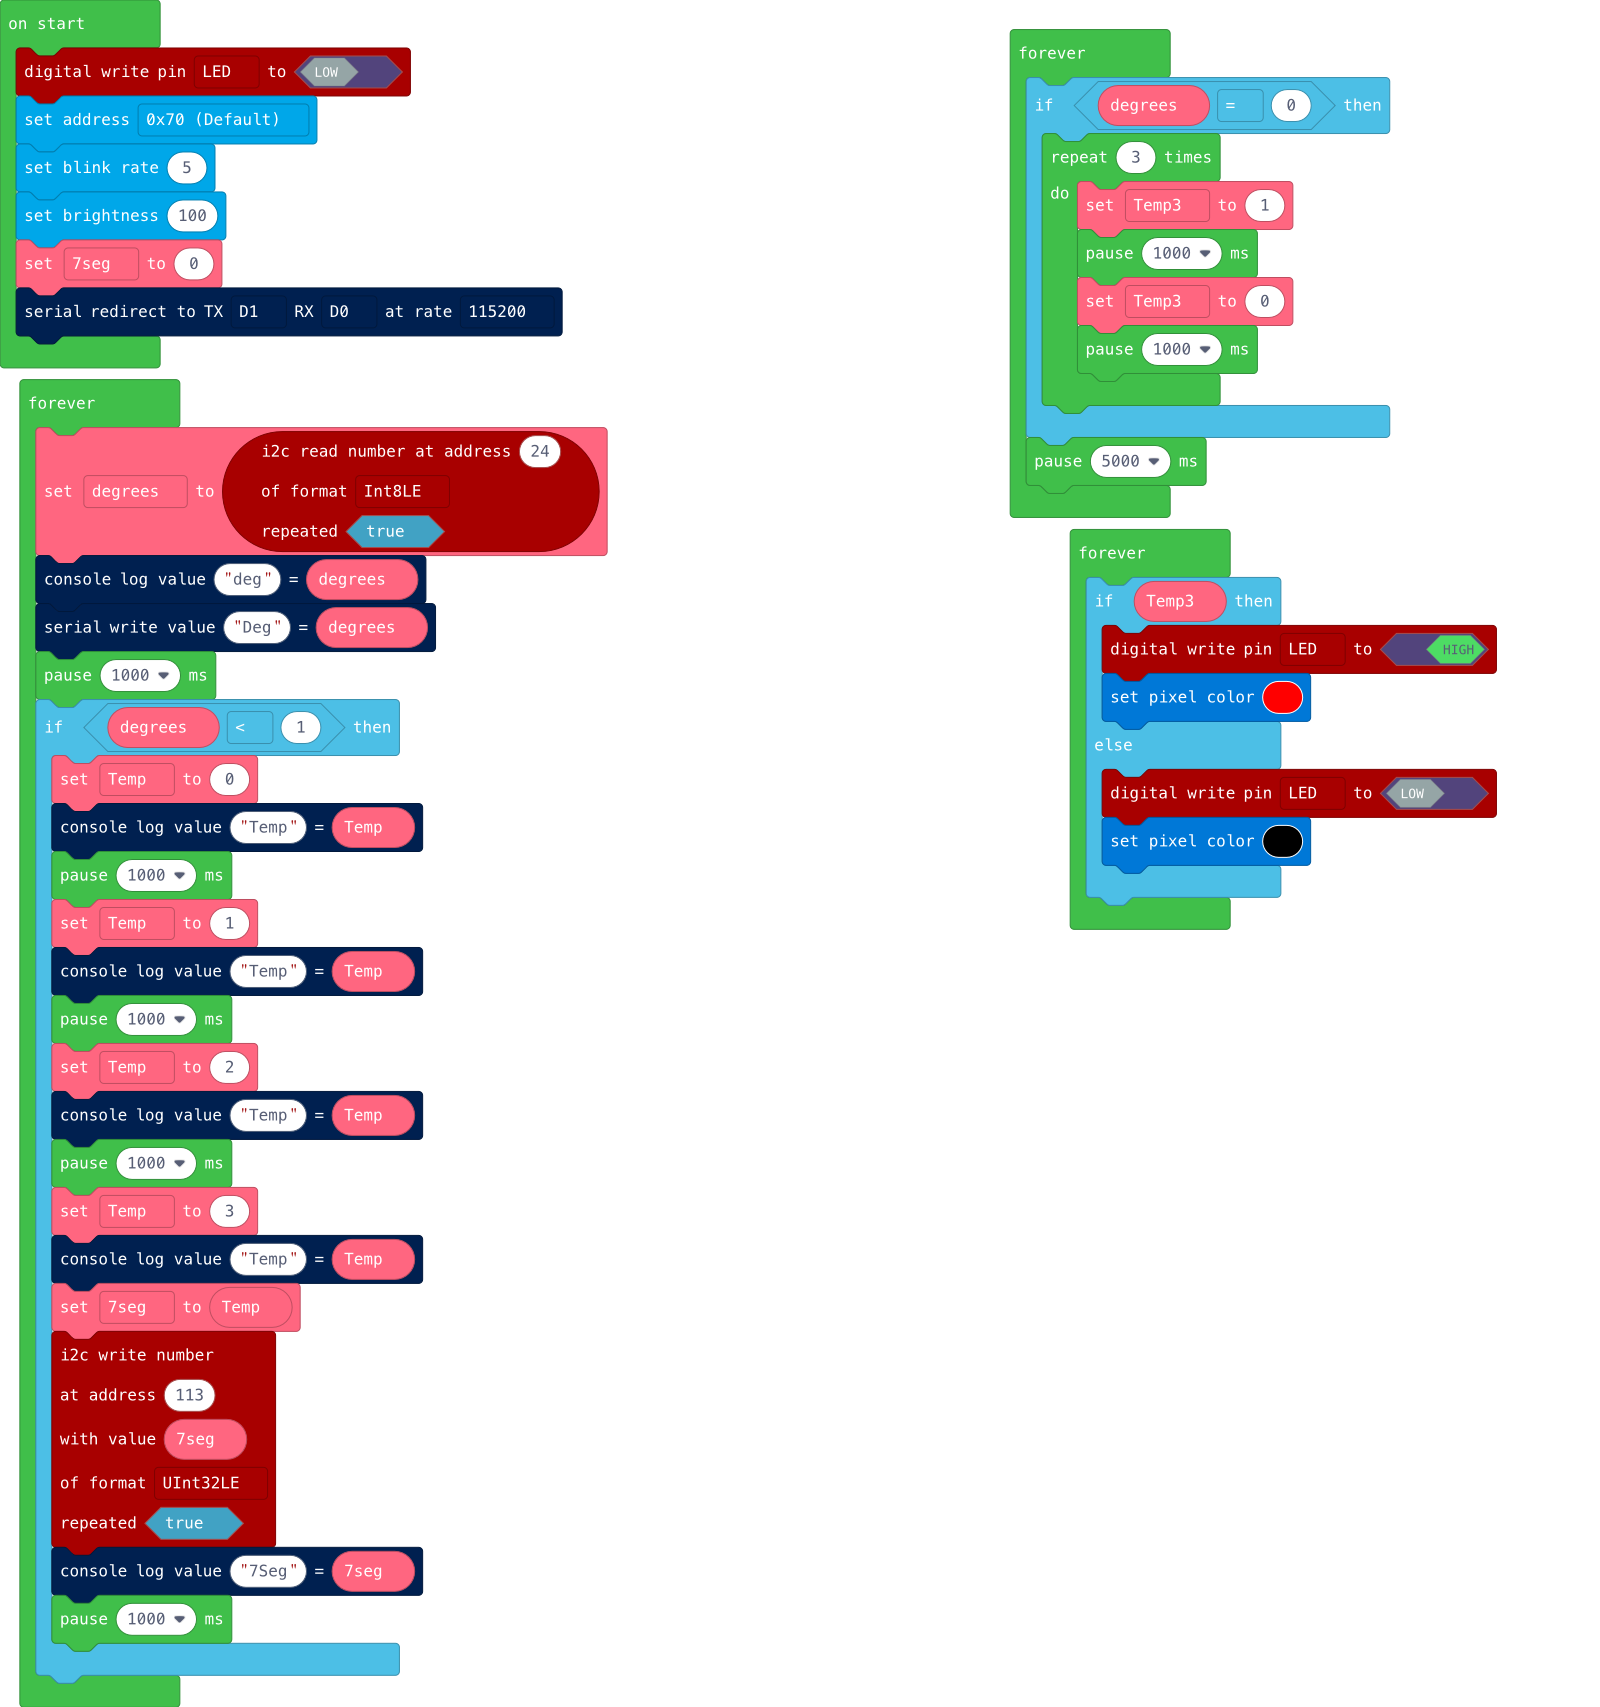 on start
digital write pin LED to LOW
set address 0x70 (Default)
set blink rate 5
set brightness 100
set 7seg to 0
serial redirect to TX D1 RX D0 at rate 115200
forever
set degrees to
i2c read number at address 24
of format Int8LE
repeated true
console log value "deg" = degrees
serial write value "Deg" = degrees
pause 1000 ms
if degrees < 1 then
set Temp to 0
console log value "Temp" = Temp
pause 1000 ms
set Temp to 1
console log value "Temp" = Temp
pause 1000 ms
set Temp to 2
console log value "Temp" = Temp
pause 1000 ms
set Temp to 3
console log value "Temp" = Temp
set 7seg to Temp
i2c write number
at address 113
with value 7seg
of format UInt32LE
repeated true
console log value "7Seg" = 7seg
pause 1000 ms
forever
if degrees = 0 then
repeat 3 times
do
set Temp3 to 1
pause 1000 ms
set Temp3 to 0
pause 1000 ms
pause 5000 ms
forever
if Temp3 then
digital write pin LED to HIGH
set pixel color
else
digital write pin LED to LOW
set pixel color